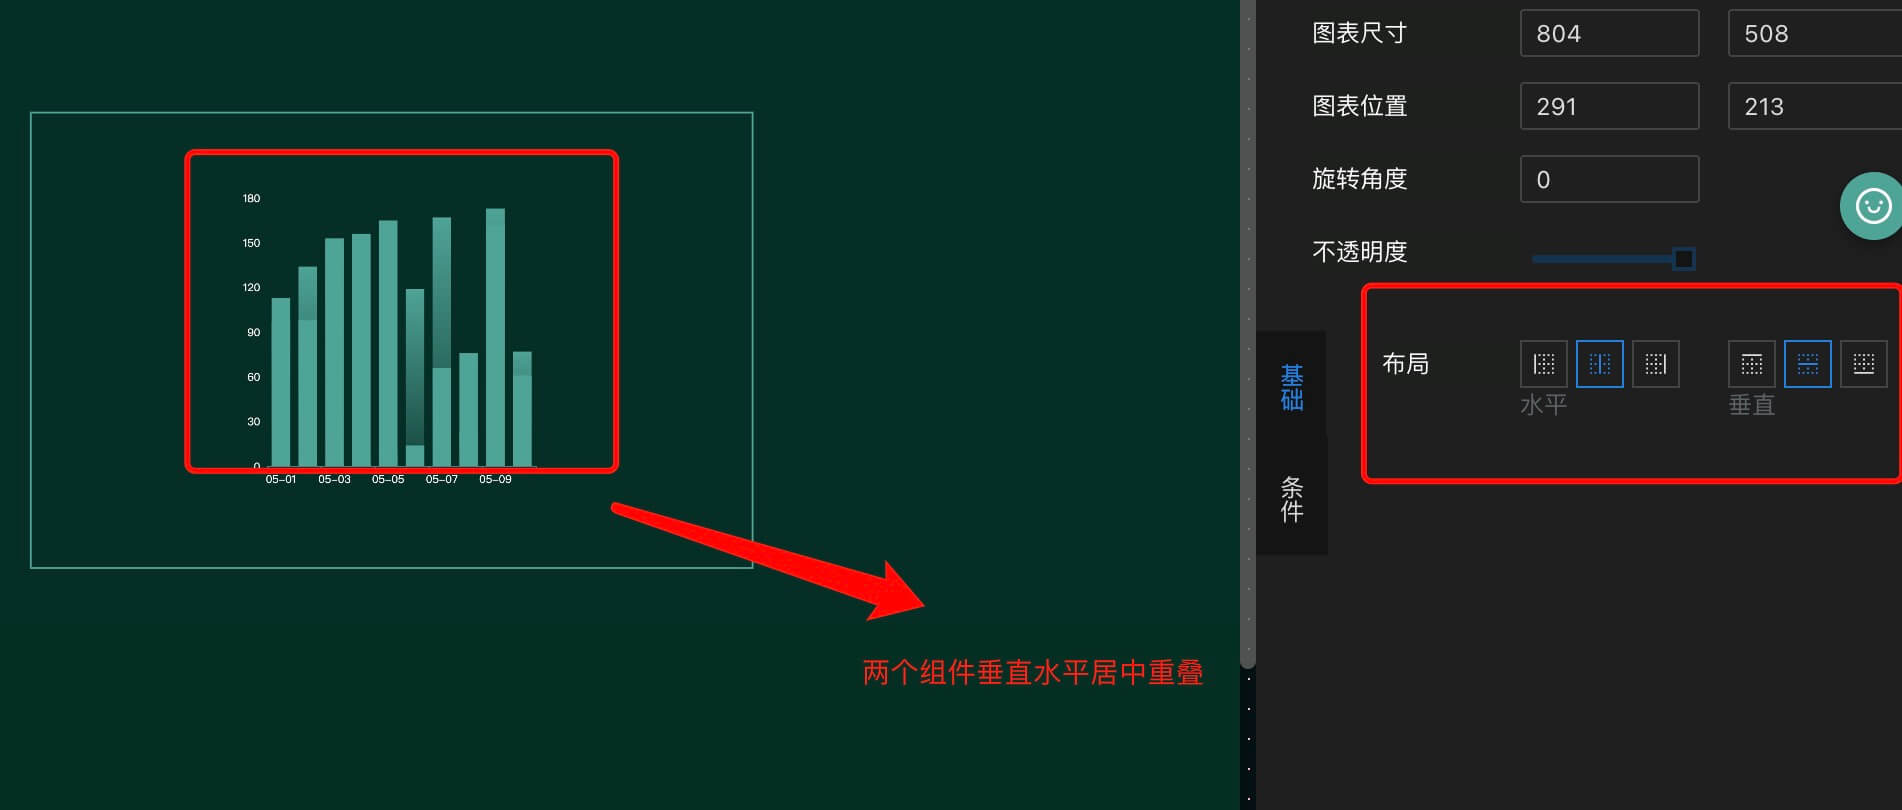 图表尺寸 804 508
图表位置 291 213
旋转角度 0
不透明度
布局
水平 垂直
基础
条件
180
150
120
90
60
30
0
05-01 05-03 05-05 05-07 05-09
两个组件垂直水平居中重叠